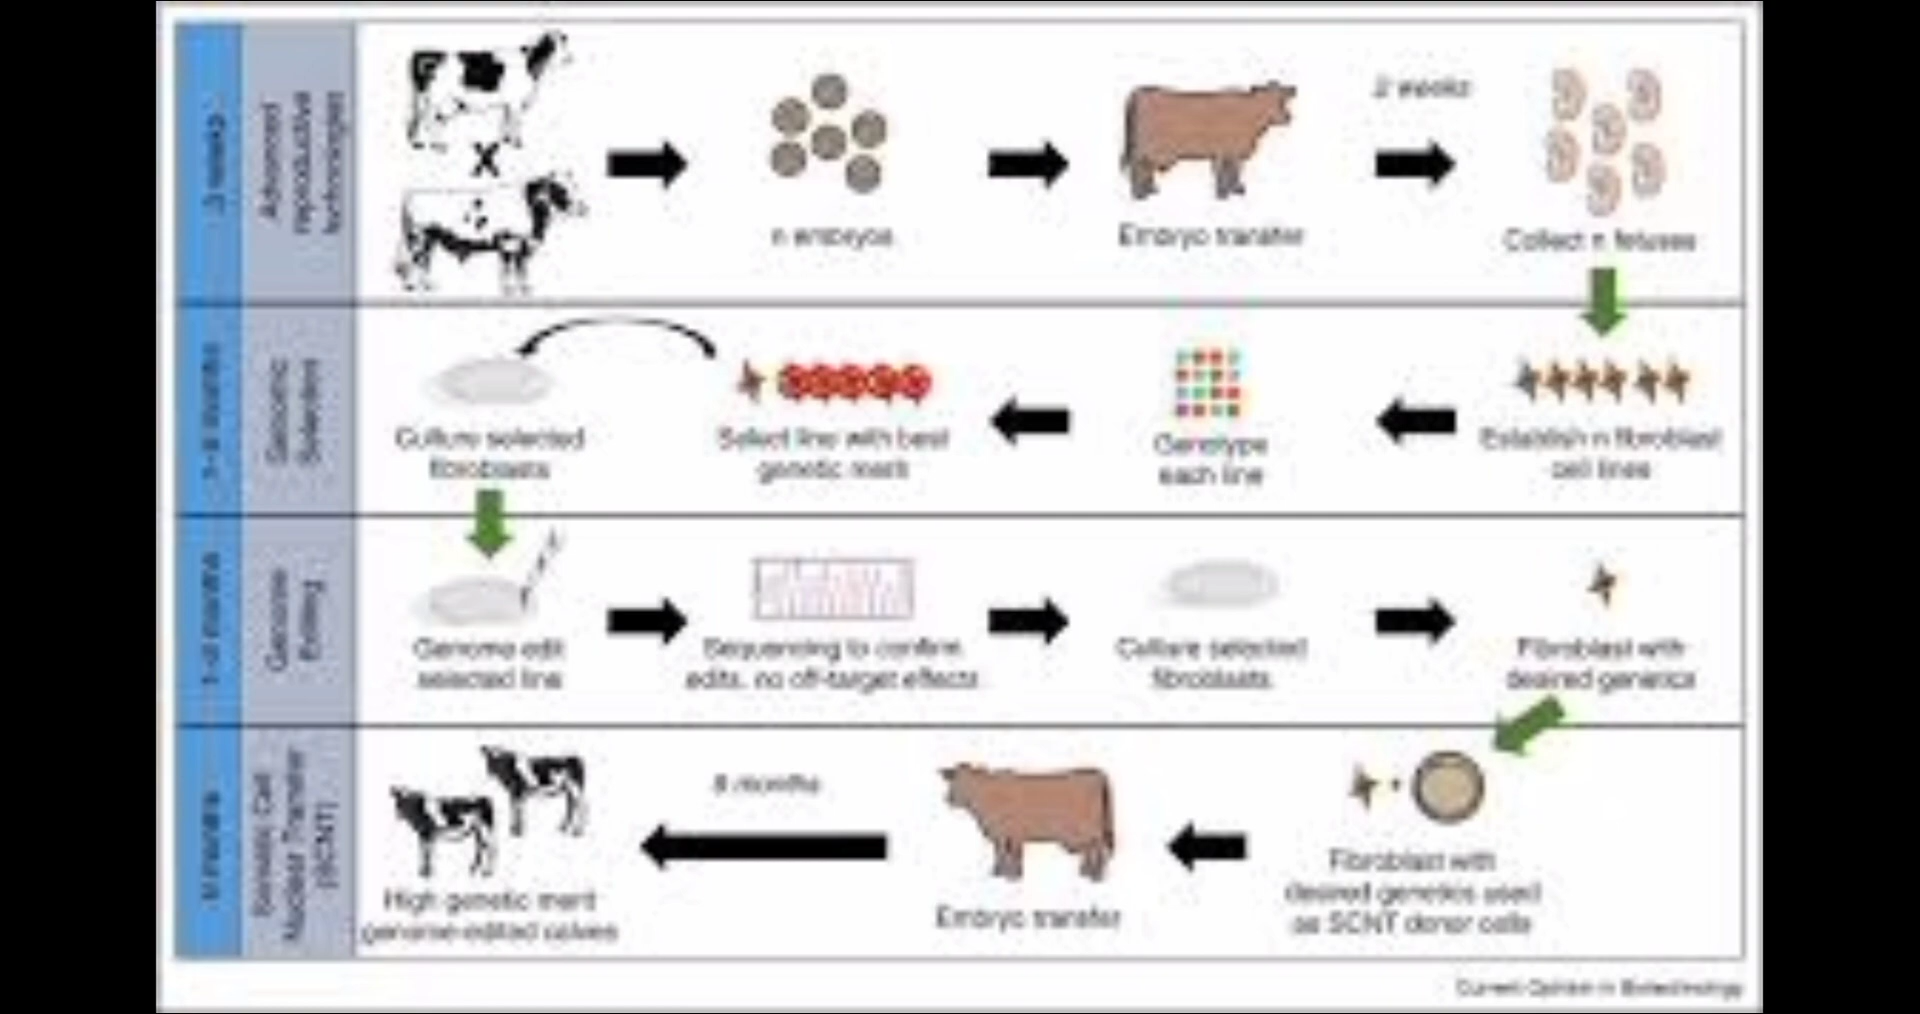 Advanced
reproductive
technologies
X
n embryos
Embryo transfer
weeks
Collect n fetuses
months
Genomic
Selection
Culture selected
fibroblasts
Select line with best
genetic merit
Genotype
each line
Establish n fibroblast
cell lines
months
Genome
Editing
Genome edit
selected line
Sequencing to confirm
edits, no off-target effects
Culture selected
fibroblasts
Fibroblast with
desired genetics
Somatic Cell
Nuclear Transfer
(SCNT)
High genetic merit
genome-edited calves
months
Embryo transfer
Fibroblast with
desired genetics used
as SCNT donor cells
Current Opinion in Biotechnology